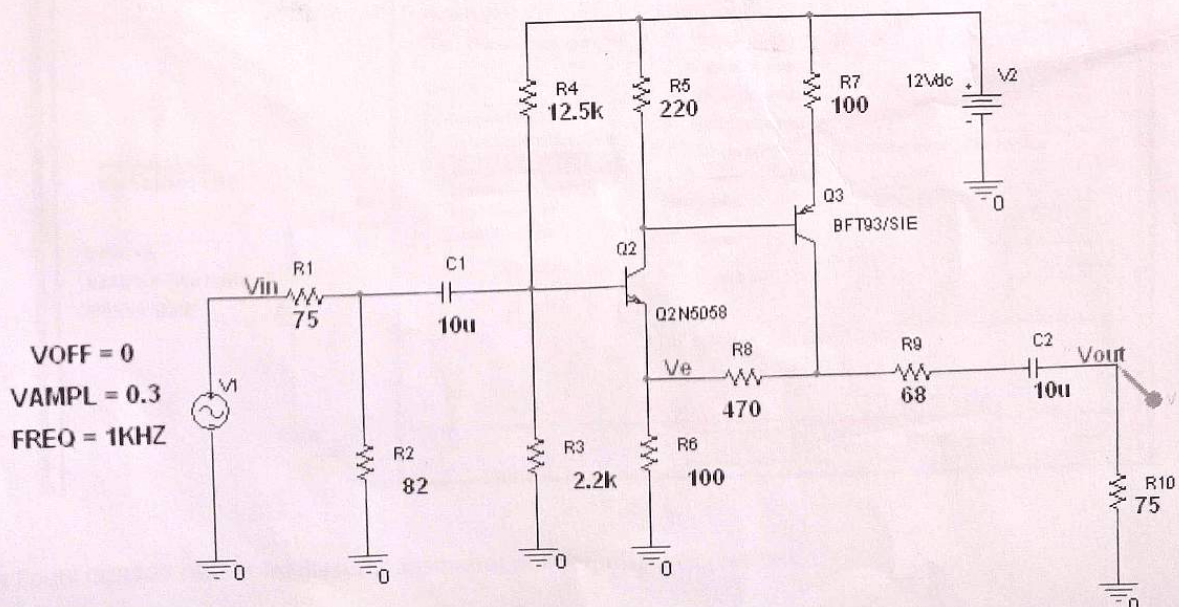 R4
12.5k
R5
220
R7
100
12Vdc
V2
+
-
0
Q3
BFT93/SIE
Q2
Q2N5058
Vin
R1
75
C1
10u
VOFF = 0
VAMPL = 0.3
FREQ = 1KHZ
V1
R2
82
R3
2.2k
Ve
R8
470
R6
100
R9
68
C2
10u
Vout
V
R10
75
0
0
0
0
0